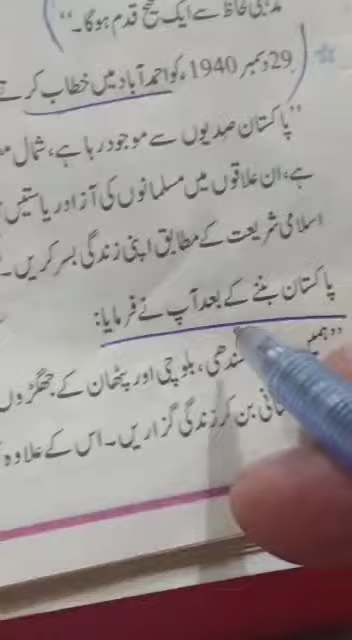 مذہبی لحاظ سے ایک صحیح قدم ہوگا۔“
29 دسمبر 1940ء کو احمد آباد میں خطاب کرتے
”پاکستان صدیوں سے موجود رہا ہے، شمال
ہے، ان علاقوں میں مسلمانوں کی آزاد ریاستیں
اسلامی شریعت کے مطابق اپنی زندگی بسر کریں۔
پاکستان بننے کے بعد آپ نے فرمایا:
سندھی، بلوچی اور پٹھان کے جھگڑوں
بن کر زندگی گزاریں۔ اس کے علاوہ